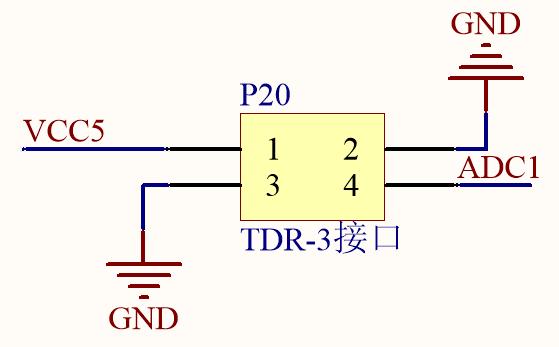 GND
P20
VCC5
1 2
ADC1
3 4
TDR-3接口
GND